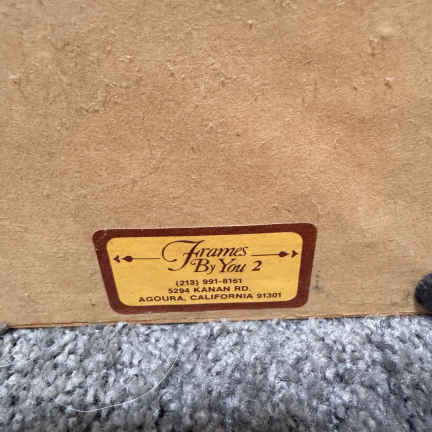 Frames
By You 2
(213) 991-8161
5294 KANAN RD.
AGOURA, CALIFORNIA 91301